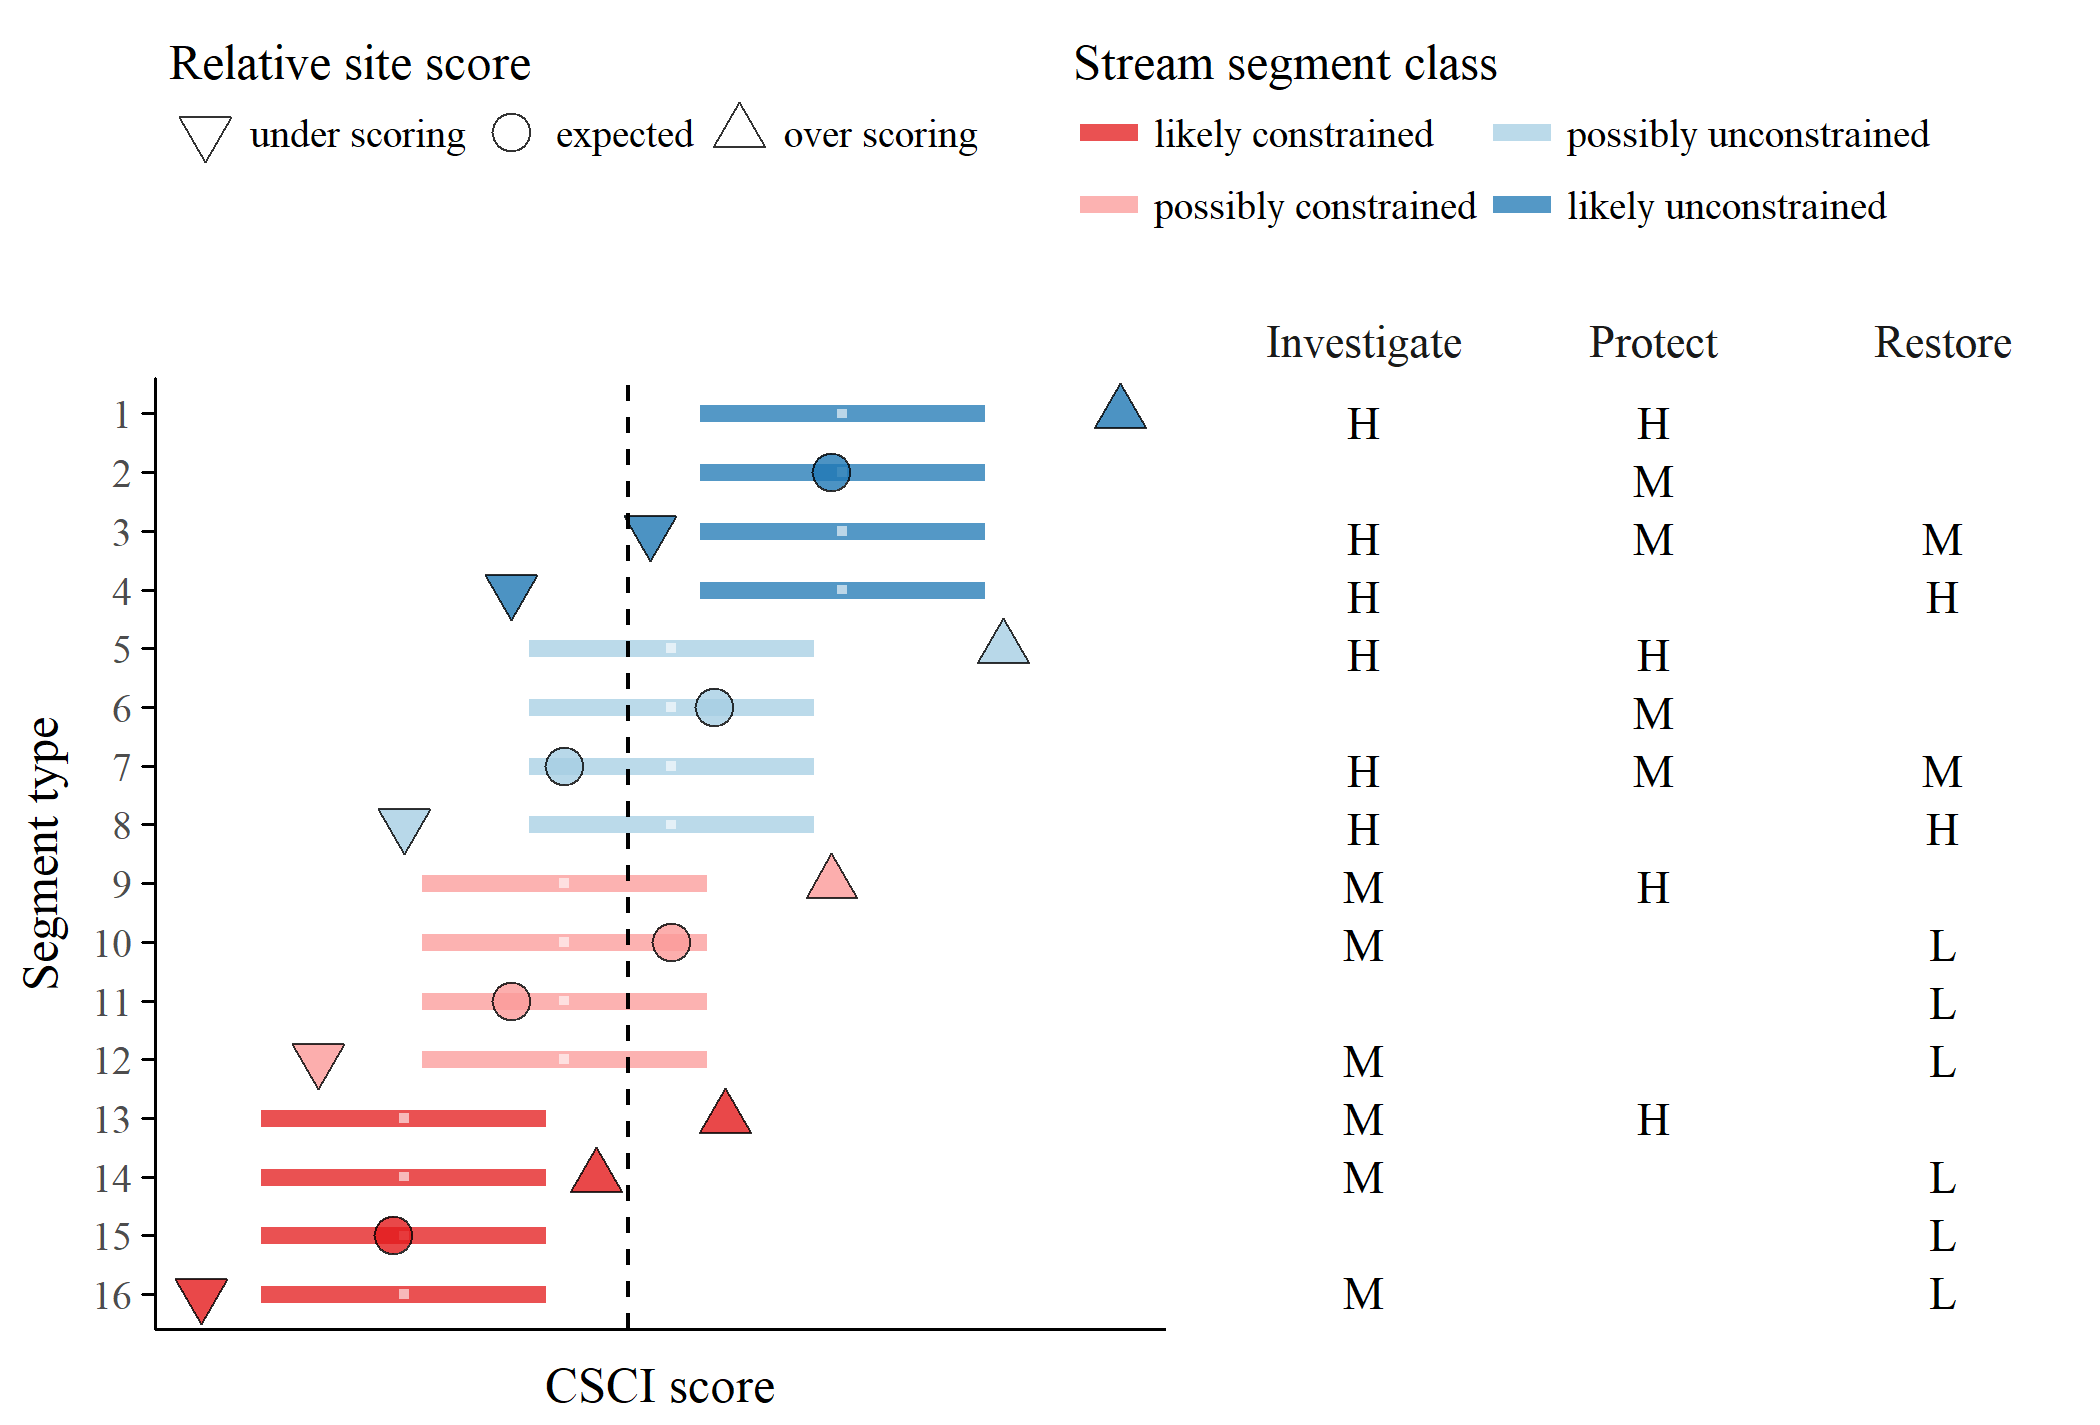 Relative site score
under scoring expected over scoring
Stream segment class
likely constrained possibly unconstrained
possibly constrained likely unconstrained
Investigate Protect Restore
1 H H
2 M
3 H M M
4 H H
5 H H
6 M
7 H M M
8 H H
9 M H
10 M L
11 L
12 M L
13 M H
14 M L
15 L
16 M L
Segment type
CSCI score